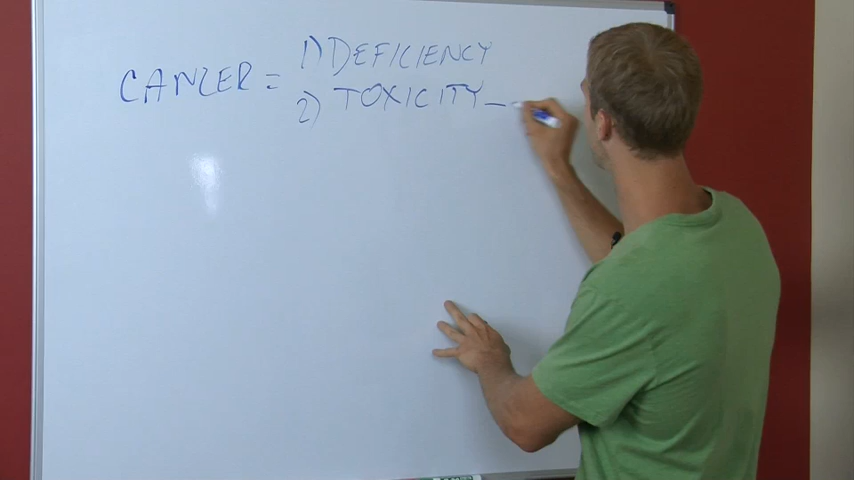 CANCER = 1) DEFICIENCY
2) TOXICITY –